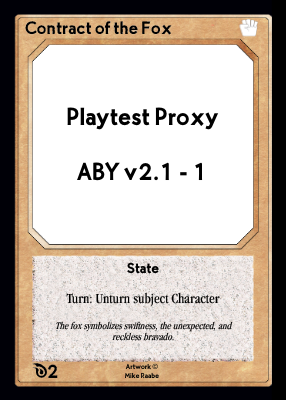 Contract of the Fox
Playtest Proxy
ABY v2.1 - 1
State
Turn: Unturn subject Character
The fox symbolizes swiftness, the unexpected, and
reckless bravado.
2
Artwork ©
Mike Raabe